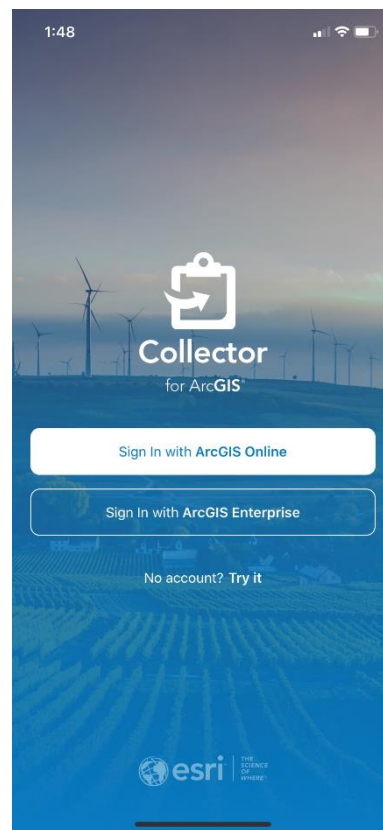 1:48
Collector
for ArcGIS®
Sign In with ArcGIS Online
Sign In with ArcGIS Enterprise
No account? Try it
esri
THE
SCIENCE
OF
WHERE®